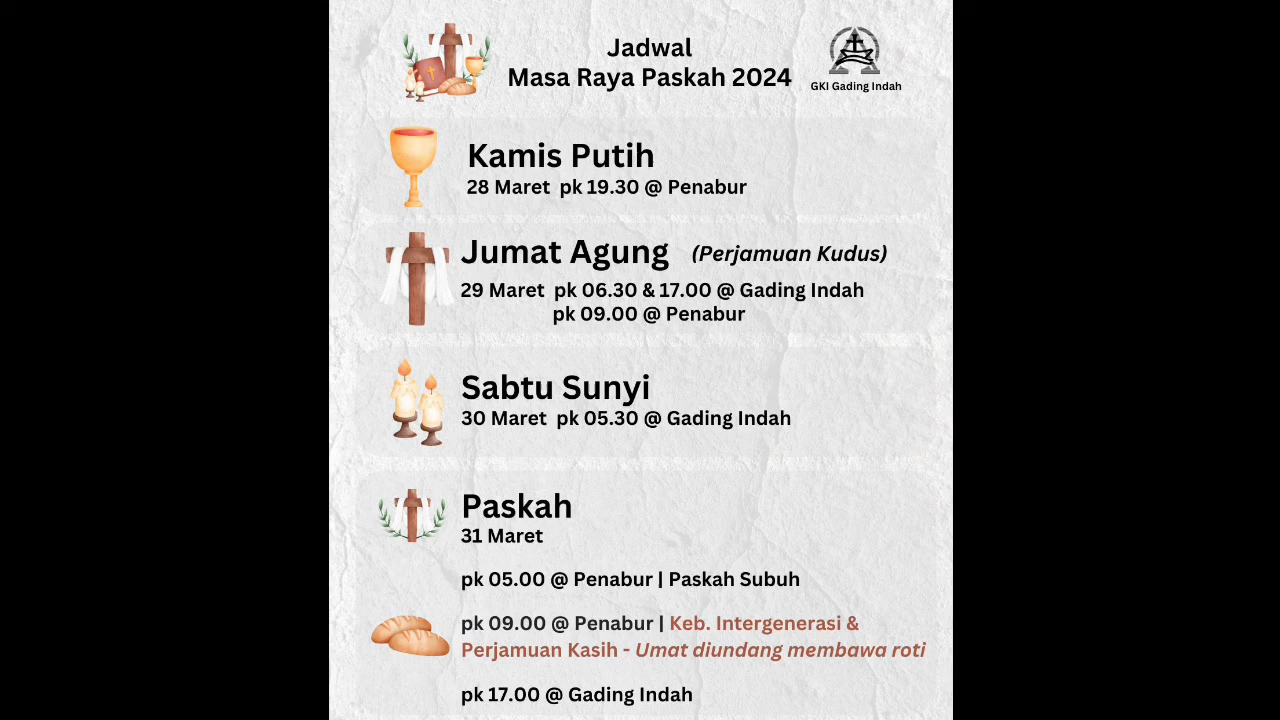 Jadwal
Masa Raya Paskah 2024
GKI Gading Indah
Kamis Putih
28 Maret pk 19.30 @ Penabur
Jumat Agung (Perjamuan Kudus)
29 Maret pk 06.30 & 17.00 @ Gading Indah
pk 09.00 @ Penabur
Sabtu Sunyi
30 Maret pk 05.30 @ Gading Indah
Paskah
31 Maret
pk 05.00 @ Penabur | Paskah Subuh
pk 09.00 @ Penabur | Keb. Intergenerasi &
Perjamuan Kasih - Umat diundang membawa roti
pk 17.00 @ Gading Indah